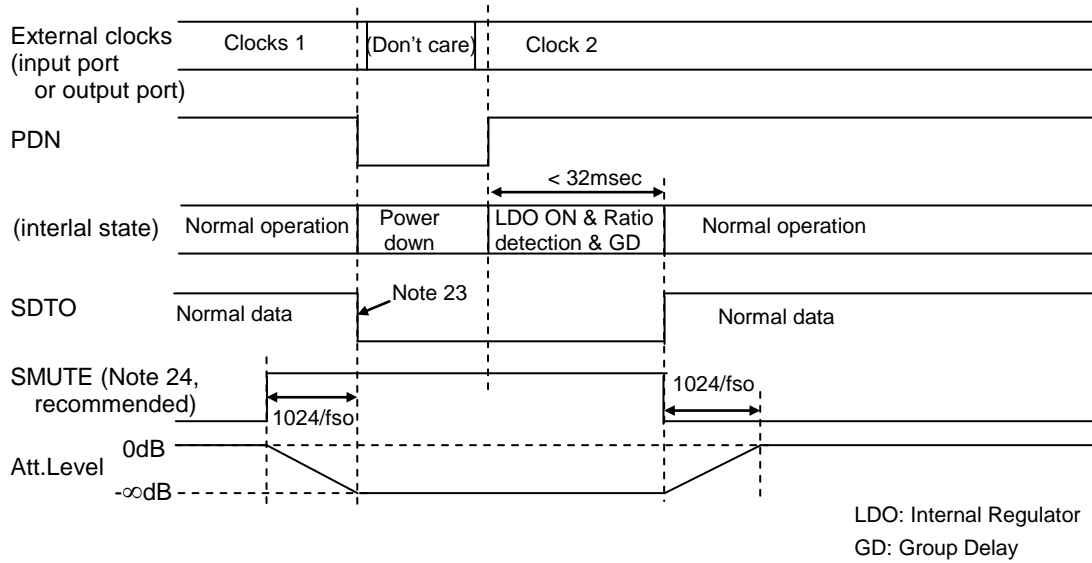 External clocks
(input port
or output port)
Clocks 1
(Don't care)
Clock 2
PDN
< 32msec
(interlal state)
Normal operation
Power
down
LDO ON & Ratio
detection & GD
Normal operation
SDTO
Normal data
Note 23
Normal data
SMUTE (Note 24,
recommended)
1024/fso
1024/fso
Att.Level
0dB
-∞dB
LDO: Internal Regulator
GD: Group Delay